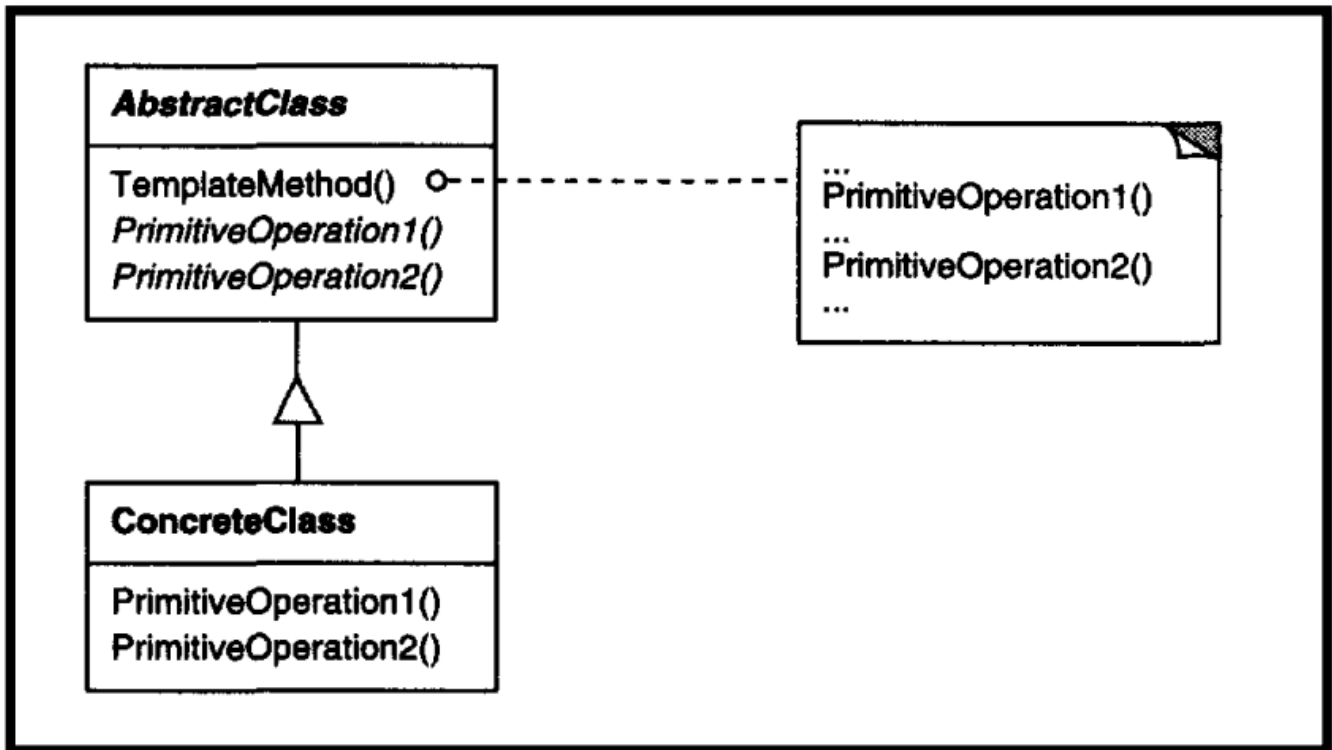 AbstractClass
TemplateMethod()
PrimitiveOperation1()
PrimitiveOperation2()
...
PrimitiveOperation1()
...
PrimitiveOperation2()
...
ConcreteClass
PrimitiveOperation1()
PrimitiveOperation2()